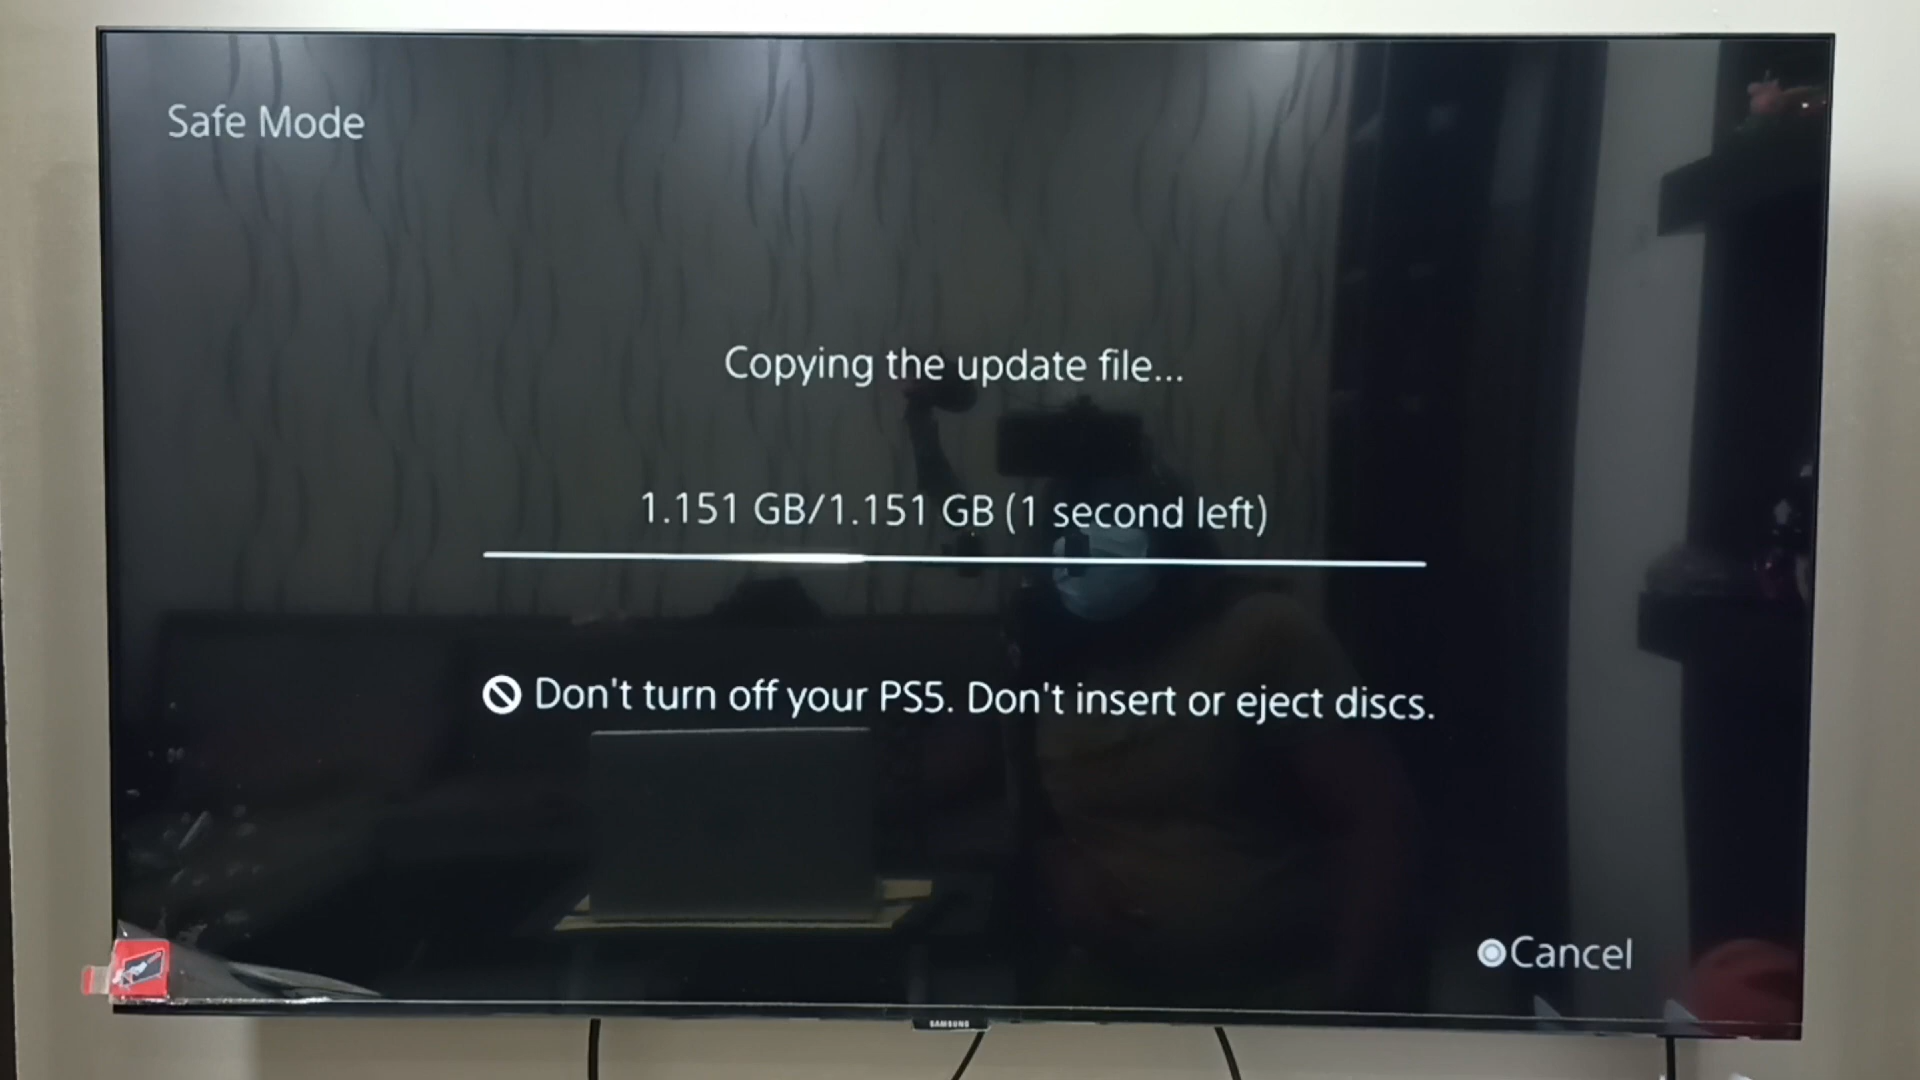 Safe Mode
Copying the update file...
1.151 GB/1.151 GB (1 second left)
Don't turn off your PS5. Don't insert or eject discs.
Cancel
SAMSUNG